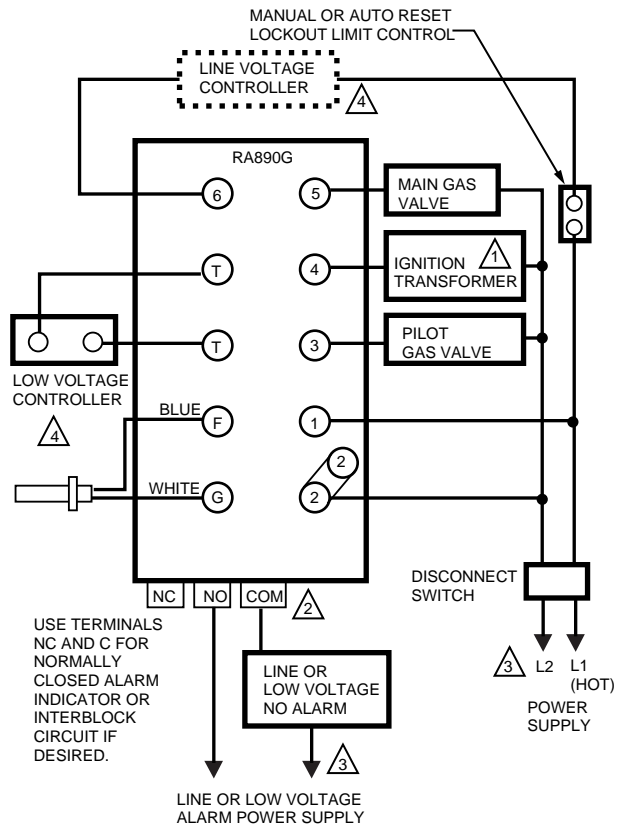 MANUAL OR AUTO RESET
LOCKOUT LIMIT CONTROL
LINE VOLTAGE
CONTROLLER
4
RA890G
6
5
MAIN GAS
VALVE
T
4
IGNITION
TRANSFORMER
1
T
3
PILOT
GAS VALVE
LOW VOLTAGE
CONTROLLER
4
BLUE
F
1
2
WHITE
G
2
NC
NO
COM
2
DISCONNECT
SWITCH
3
L2
L1
(HOT)
POWER
SUPPLY
USE TERMINALS
NC AND C FOR
NORMALLY
CLOSED ALARM
INDICATOR OR
INTERBLOCK
CIRCUIT IF
DESIRED.
LINE OR
LOW VOLTAGE
NO ALARM
3
LINE OR LOW VOLTAGE
ALARM POWER SUPPLY